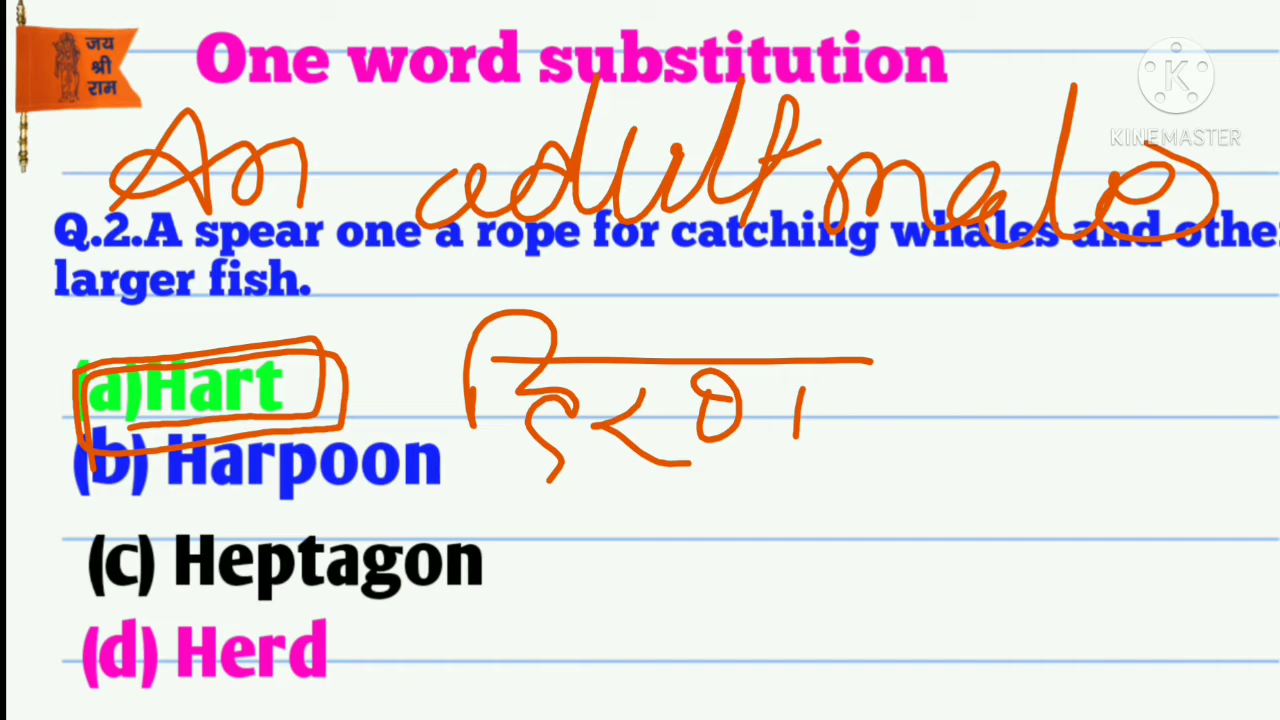 जय
श्री
राम
One word substitution
KINEMASTER
An adult male
Q.2.A spear one a rope for catching whales and othe
larger fish.
(a)Hart
हिरण
(b) Harpoon
(c) Heptagon
(d) Herd